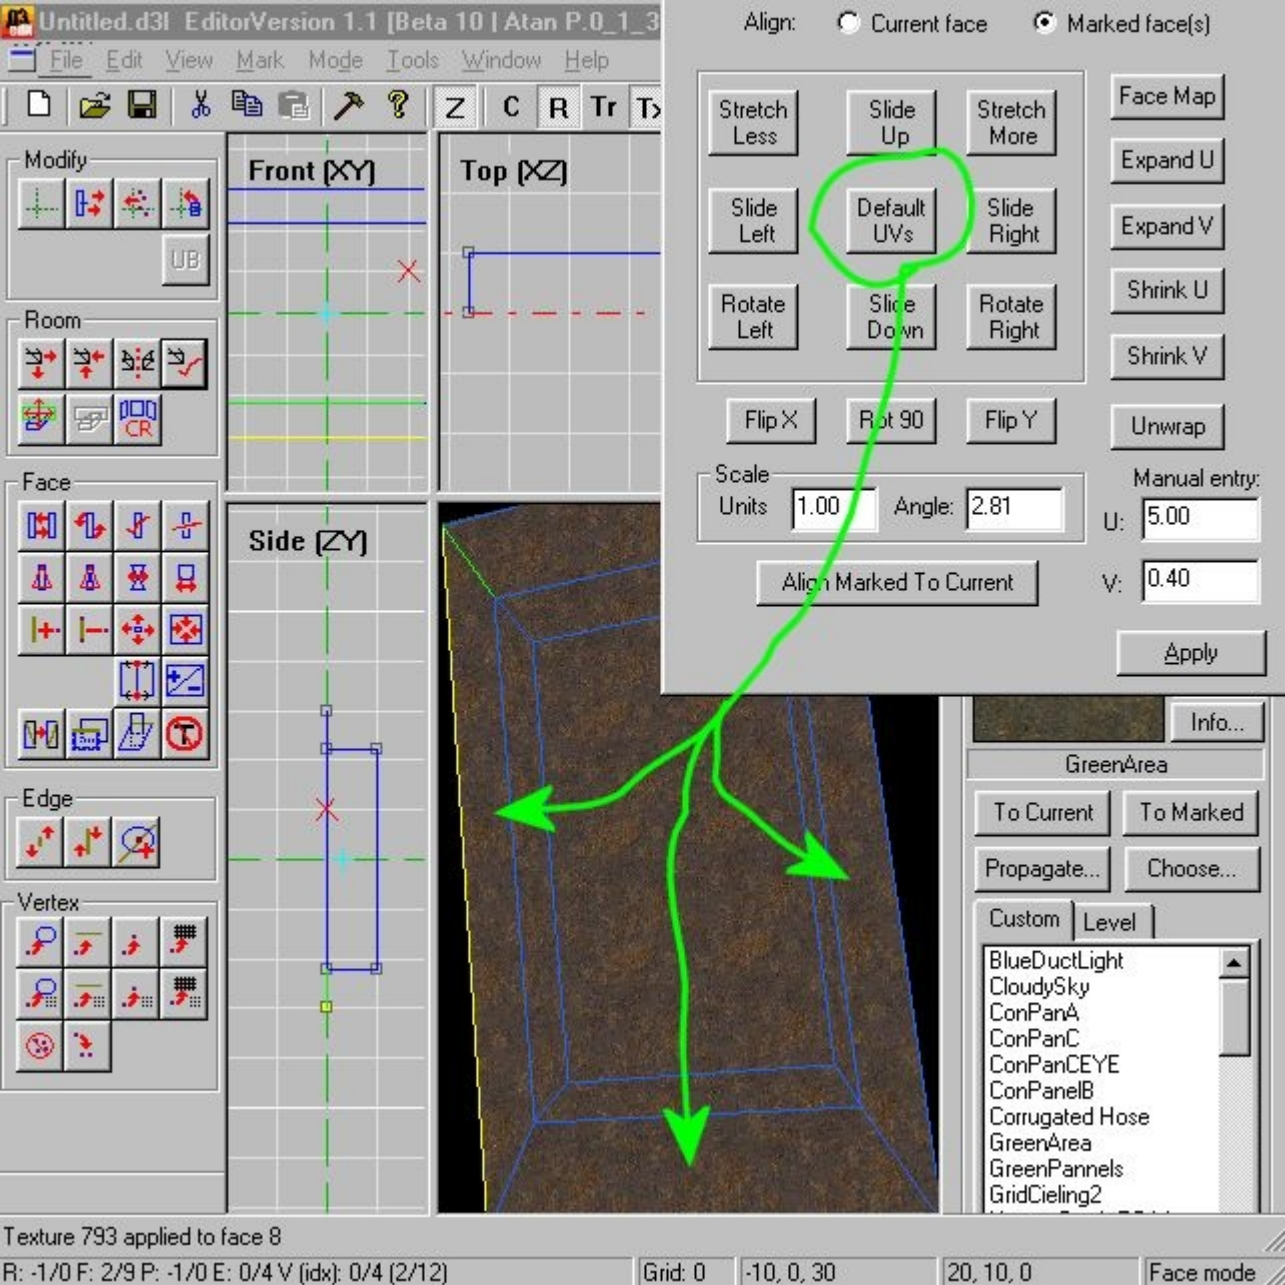 Untitled.d3l EditorVersion 1.1 [Beta 10 | Atan P.0_1_3
Align: Current face Marked face(s)
File Edit View Mark Mode Tools Window Help
Z C R Tr Tx
Modify
UB
Room
CR
Face
Edge
Vertex
Front (XY)
Top (XZ)
Side (ZY)
Stretch Less
Slide Up
Stretch More
Slide Left
Default UVs
Slide Right
Rotate Left
Slide Down
Rotate Right
Flip X
Rot 90
Flip Y
Face Map
Expand U
Expand V
Shrink U
Shrink V
Unwrap
Scale
Units 1.00 Angle: 2.81
Align Marked To Current
Manual entry:
U: 5.00
V: 0.40
Apply
Info...
GreenArea
To Current To Marked
Propagate... Choose...
Custom Level
BlueDuctLight
CloudySky
ConPanA
ConPanC
ConPanCEYE
ConPanelB
Corrugated Hose
GreenArea
GreenPannels
GridCieling2
Texture 793 applied to face 8
R: -1/0 F: 2/9 P: -1/0 E: 0/4 V (idx): 0/4 (2/12) Grid: 0 -10, 0, 30 20, 10, 0 Face mode